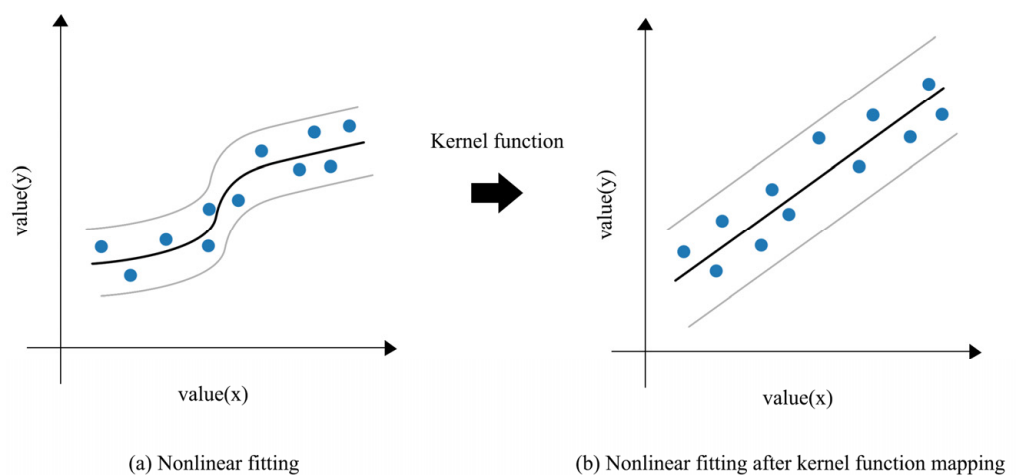 value(y)
value(x)
(a) Nonlinear fitting
Kernel function
value(y)
value(x)
(b) Nonlinear fitting after kernel function mapping